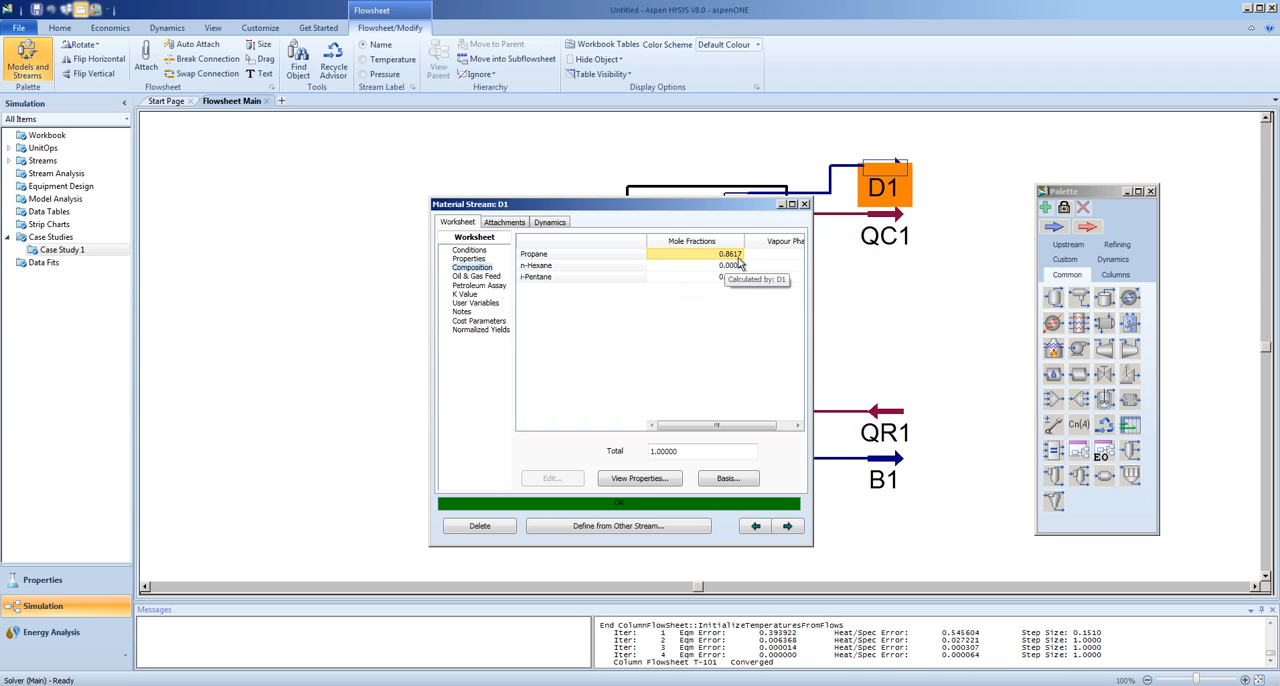 Flowsheet
Untitled - Aspen HYSYS V8.0 - aspenONE
File Home Economics Dynamics View Customize Get Started Flowsheet/Modify
Models and Streams
Palette
Rotate
Flip Horizontal
Flip Vertical
Attach
Auto Attach
Break Connection
Swap Connection
Size
Drag
Text
Flowsheet
Find Object
Recycle Advisor
Tools
Name
Temperature
Pressure
Stream Label
View Parent
Move to Parent
Move into Subflowsheet
Ignore
Hierarchy
Workbook Tables Color Scheme Default Colour
Hide Object
Table Visibility
Display Options
Simulation
All Items
Workbook
UnitOps
Streams
Stream Analysis
Equipment Design
Model Analysis
Data Tables
Strip Charts
Case Studies
Case Study 1
Data Fits
Properties
Simulation
Energy Analysis
Start Page Flowsheet Main
D1
QC1
QR1
B1
Material Stream: D1
Worksheet Attachments Dynamics
Worksheet
Conditions
Properties
Composition
Oil & Gas Feed
Petroleum Assay
K Value
User Variables
Notes
Cost Parameters
Normalized Yields
Mole Fractions Vapour Pha
Propane 0.8617
n-Hexane
i-Pentane
Calculated by: D1
Total 1.00000
Edit... View Properties... Basis...
OK
Delete Define from Other Stream...
Palette
Upstream Refining
Custom Dynamics
Common Columns
Cn(A)
EO
Messages
End ColumnFlowSheet::InitializeTemperaturesFromFlows
Iter: 1 Eqm Error: 0.393922 Heat/Spec Error: 0.545604 Step Size: 0.1510
Iter: 2 Eqm Error: 0.006368 Heat/Spec Error: 0.027221 Step Size: 1.0000
Iter: 3 Eqm Error: 0.000014 Heat/Spec Error: 0.000307 Step Size: 1.0000
Iter: 4 Eqm Error: 0.000000 Heat/Spec Error: 0.000064 Step Size: 1.0000
Column Flowsheet T-101 Converged
Solver (Main) - Ready
100%